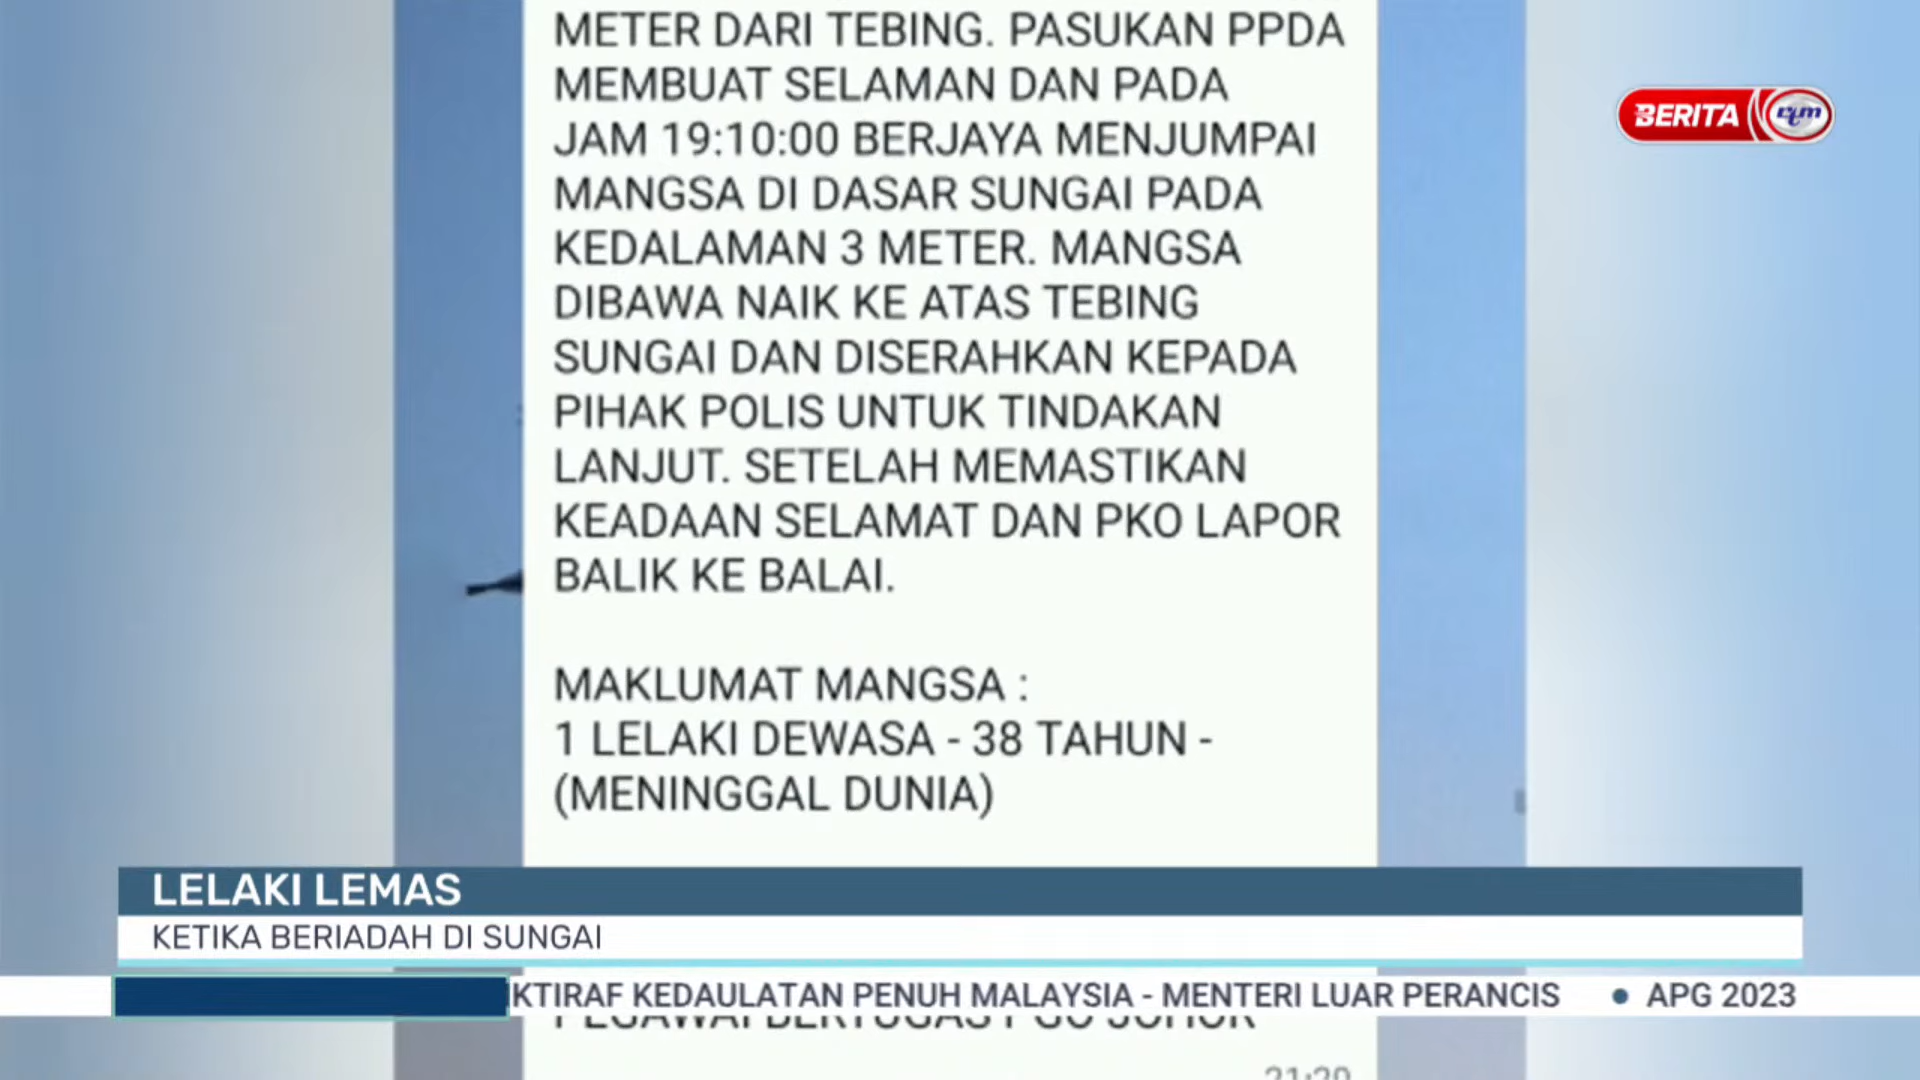 METER DARI TEBING. PASUKAN PPDA
MEMBUAT SELAMAN DAN PADA
JAM 19:10:00 BERJAYA MENJUMPAI
MANGSA DI DASAR SUNGAI PADA
KEDALAMAN 3 METER. MANGSA
DIBAWA NAIK KE ATAS TEBING
SUNGAI DAN DISERAHKAN KEPADA
PIHAK POLIS UNTUK TINDAKAN
LANJUT. SETELAH MEMASTIKAN
KEADAAN SELAMAT DAN PKO LAPOR
BALIK KE BALAI.
MAKLUMAT MANGSA :
1 LELAKI DEWASA - 38 TAHUN -
(MENINGGAL DUNIA)
BERITA rtm
LELAKI LEMAS
KETIKA BERIADAH DI SUNGAI
KTIRAF KEDAULATAN PENUH MALAYSIA - MENTERI LUAR PERANCIS • APG 2023